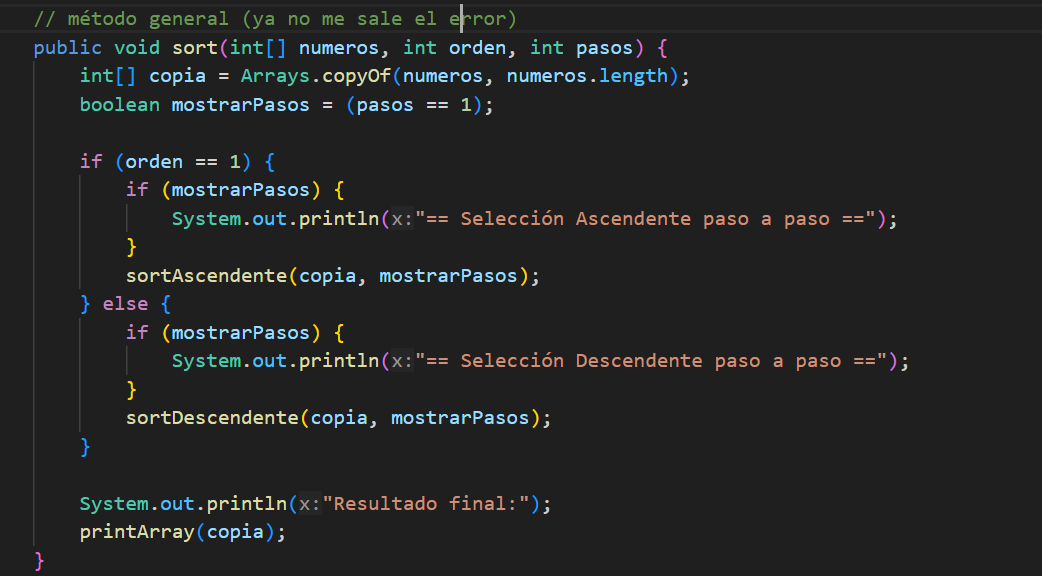 // método general (ya no me sale el error)
public void sort(int[] numeros, int orden, int pasos) {
int[] copia = Arrays.copyOf(numeros, numeros.length);
boolean mostrarPasos = (pasos == 1);
if (orden == 1) {
if (mostrarPasos) {
System.out.println(x:"== Selección Ascendente paso a paso ==");
}
sortAscendente(copia, mostrarPasos);
} else {
if (mostrarPasos) {
System.out.println(x:"== Selección Descendente paso a paso ==");
}
sortDescendente(copia, mostrarPasos);
}
System.out.println(x:"Resultado final:");
printArray(copia);
}